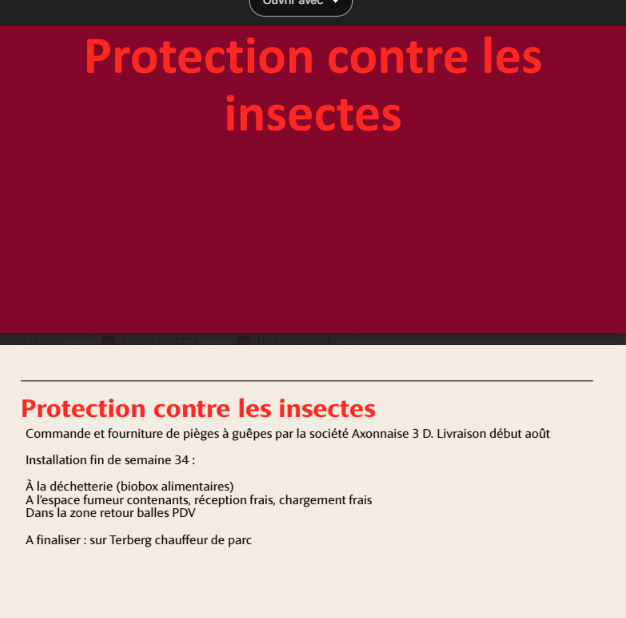 Ouvrir avec
Protection contre les
insectes
Protection contre les insectes
Commande et fourniture de pièges à guêpes par la société Axonnaise 3 D. Livraison début août
Installation fin de semaine 34 :
À la déchetterie (biobox alimentaires)
A l'espace fumeur contenants, réception frais, chargement frais
Dans la zone retour balles PDV
A finaliser : sur Terberg chauffeur de parc